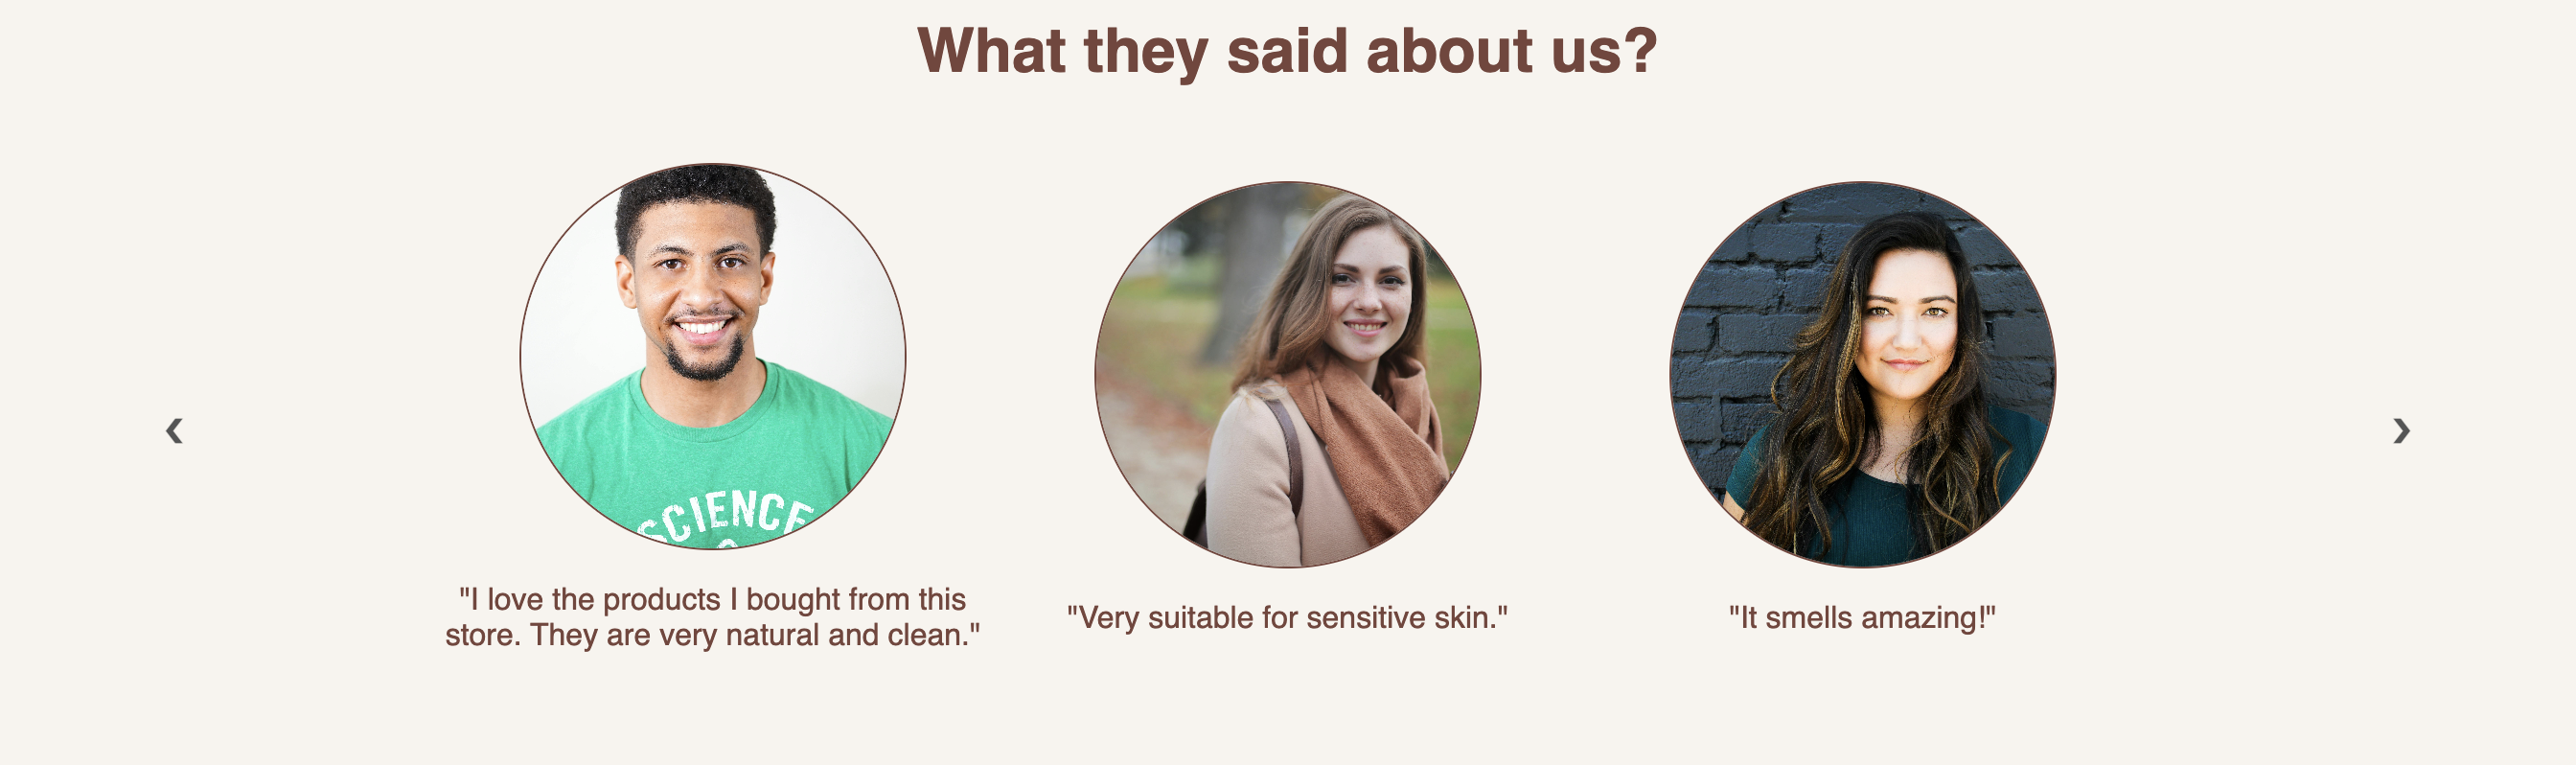 What they said about us?
SCIENCE
"I love the products I bought from this
store. They are very natural and clean."
"Very suitable for sensitive skin."
"It smells amazing!"